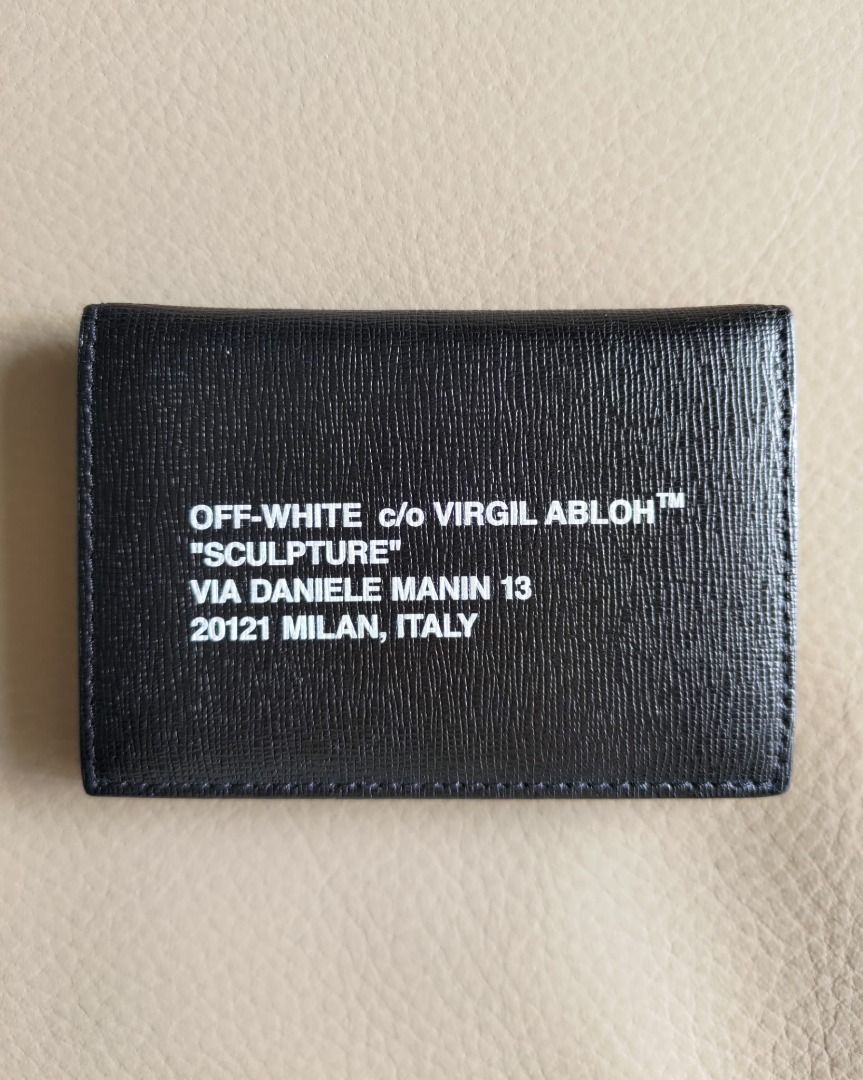 OFF-WHITE c/o VIRGIL ABLOH™
"SCULPTURE"
VIA DANIELE MANIN 13
20121 MILAN, ITALY